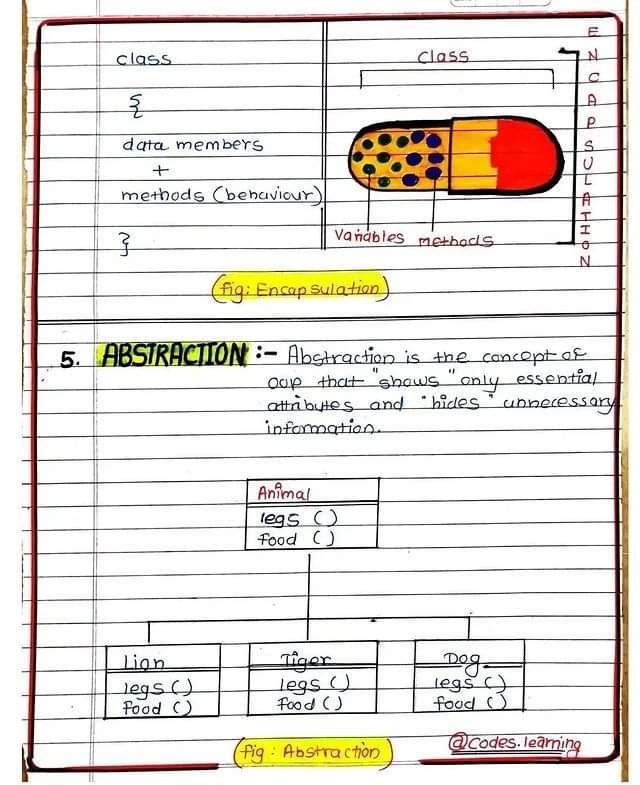 class
{
data members
+
methods (behaviour)
}
Class
Variables methods
ENCAPSULATION
(fig: Encapsulation)
5. ABSTRACTION :- Abstraction is the concept of
oop that "shows" only essential
attributes and "hides" unnecessary
information.
Animal
legs ()
food ()
Lion
legs ()
food ()
Tiger
legs ()
food ()
Dog
legs ()
food ()
(fig : Abstraction)
@codes.learning